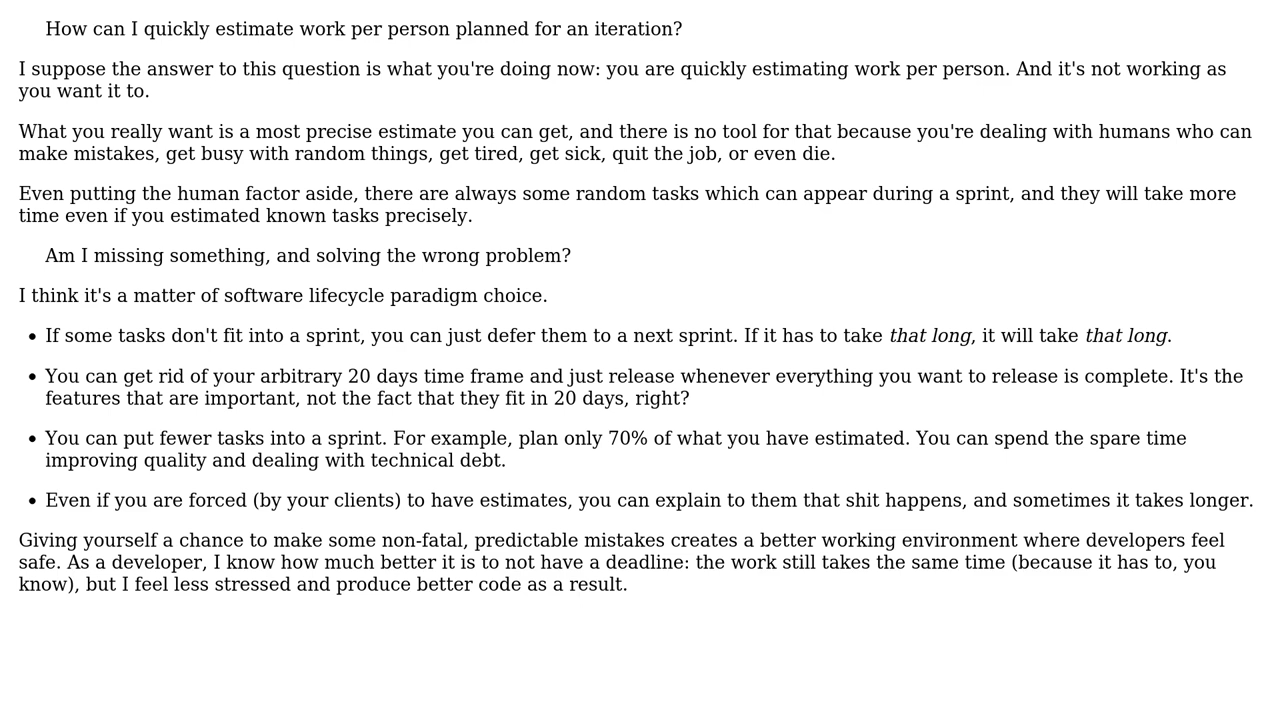 How can I quickly estimate work per person planned for an iteration?
I suppose the answer to this question is what you're doing now: you are quickly estimating work per person. And it's not working as
you want it to.
What you really want is a most precise estimate you can get, and there is no tool for that because you're dealing with humans who can
make mistakes, get busy with random things, get tired, get sick, quit the job, or even die.
Even putting the human factor aside, there are always some random tasks which can appear during a sprint, and they will take more
time even if you estimated known tasks precisely.
Am I missing something, and solving the wrong problem?
I think it's a matter of software lifecycle paradigm choice.
• If some tasks don't fit into a sprint, you can just defer them to a next sprint. If it has to take that long, it will take that long.
• You can get rid of your arbitrary 20 days time frame and just release whenever everything you want to release is complete. It's the
features that are important, not the fact that they fit in 20 days, right?
• You can put fewer tasks into a sprint. For example, plan only 70% of what you have estimated. You can spend the spare time
improving quality and dealing with technical debt.
• Even if you are forced (by your clients) to have estimates, you can explain to them that shit happens, and sometimes it takes longer.
Giving yourself a chance to make some non-fatal, predictable mistakes creates a better working environment where developers feel
safe. As a developer, I know how much better it is to not have a deadline: the work still takes the same time (because it has to, you
know), but I feel less stressed and produce better code as a result.